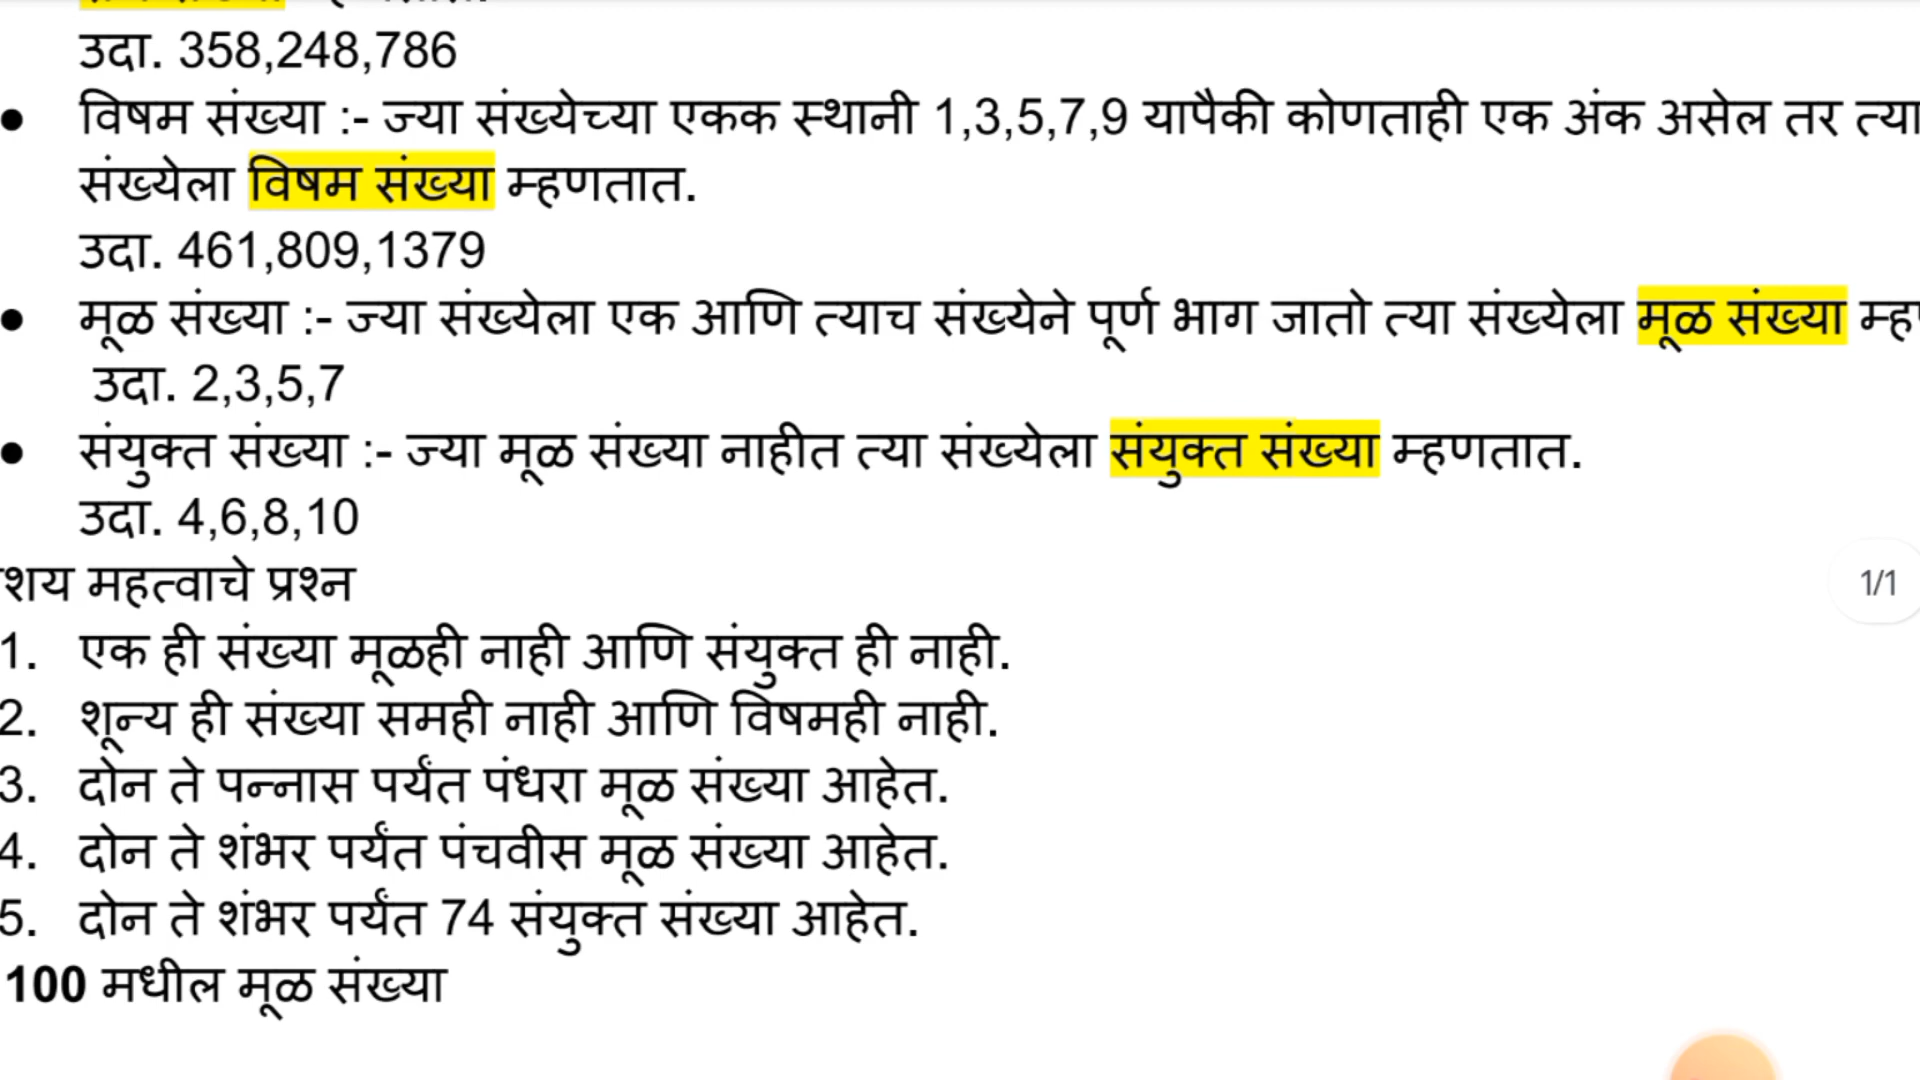 उदा. 358,248,786
● विषम संख्या :- ज्या संख्येच्या एकक स्थानी 1,3,5,7,9 यापैकी कोणताही एक अंक असेल तर त्या
संख्येला विषम संख्या म्हणतात.
उदा. 461,809,1379
● मूळ संख्या :- ज्या संख्येला एक आणि त्याच संख्येने पूर्ण भाग जातो त्या संख्येला मूळ संख्या
उदा. 2,3,5,7
● संयुक्त संख्या :- ज्या मूळ संख्या नाहीत त्या संख्येला संयुक्त संख्या म्हणतात.
उदा. 4,6,8,10
शय महत्वाचे प्रश्न
1/1
1. एक ही संख्या मूळही नाही आणि संयुक्त ही नाही.
2. शून्य ही संख्या समही नाही आणि विषमही नाही.
3. दोन ते पन्नास पर्यंत पंधरा मूळ संख्या आहेत.
4. दोन ते शंभर पर्यंत पंचवीस मूळ संख्या आहेत.
5. दोन ते शंभर पर्यंत 74 संयुक्त संख्या आहेत.
100 मधील मूळ संख्या